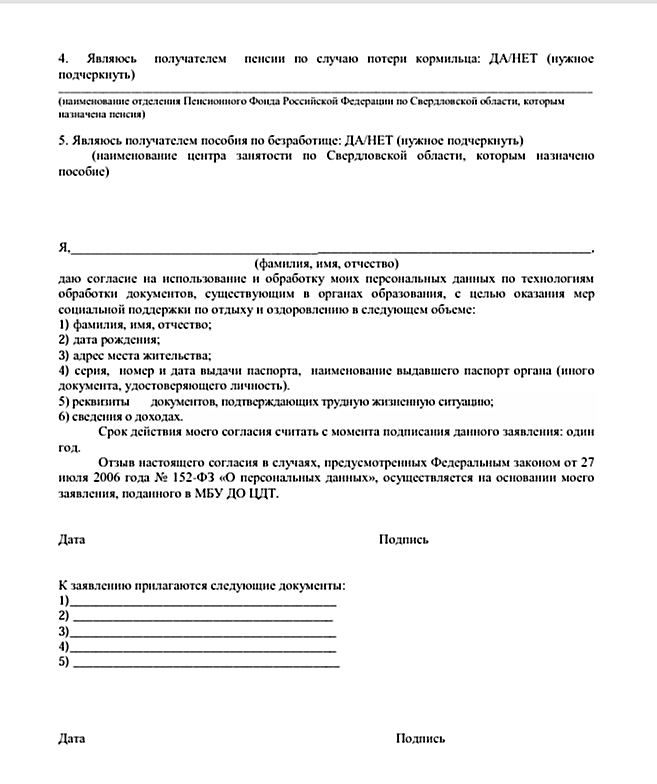 4. Являюсь получателем пенсии по случаю потери кормильца: ДА/НЕТ (нужное
подчеркнуть)
(наименование отделения Пенсионного Фонда Российской Федерации по Свердловской области, которым
назначена пенсия)
5. Являюсь получателем пособия по безработице: ДА/НЕТ (нужное подчеркнуть)
(наименование центра занятости по Свердловской области, которым назначено
пособие)
Я,__________________________________________________________________________.
(фамилия, имя, отчество)
даю согласие на использование и обработку моих персональных данных по технологиям
обработки документов, существующим в органах образования, с целью оказания мер
социальной поддержки по отдыху и оздоровлению в следующем объеме:
1) фамилия, имя, отчество;
2) дата рождения;
3) адрес места жительства;
4) серия, номер и дата выдачи паспорта, наименование выдавшего паспорт органа (иного
документа, удостоверяющего личность).
5) реквизиты документов, подтверждающих трудную жизненную ситуацию;
6) сведения о доходах.
Срок действия моего согласия считать с момента подписания данного заявления: один
год.
Отзыв настоящего согласия в случаях, предусмотренных Федеральным законом от 27
июля 2006 года № 152-ФЗ «О персональных данных», осуществляется на основании моего
заявления, поданного в МБУ ДО ЦДТ.
Дата Подпись
К заявлению прилагаются следующие документы:
1)______________________________________
2) _____________________________________
3)______________________________________
4)______________________________________
5) ______________________________________
Дата Подпись